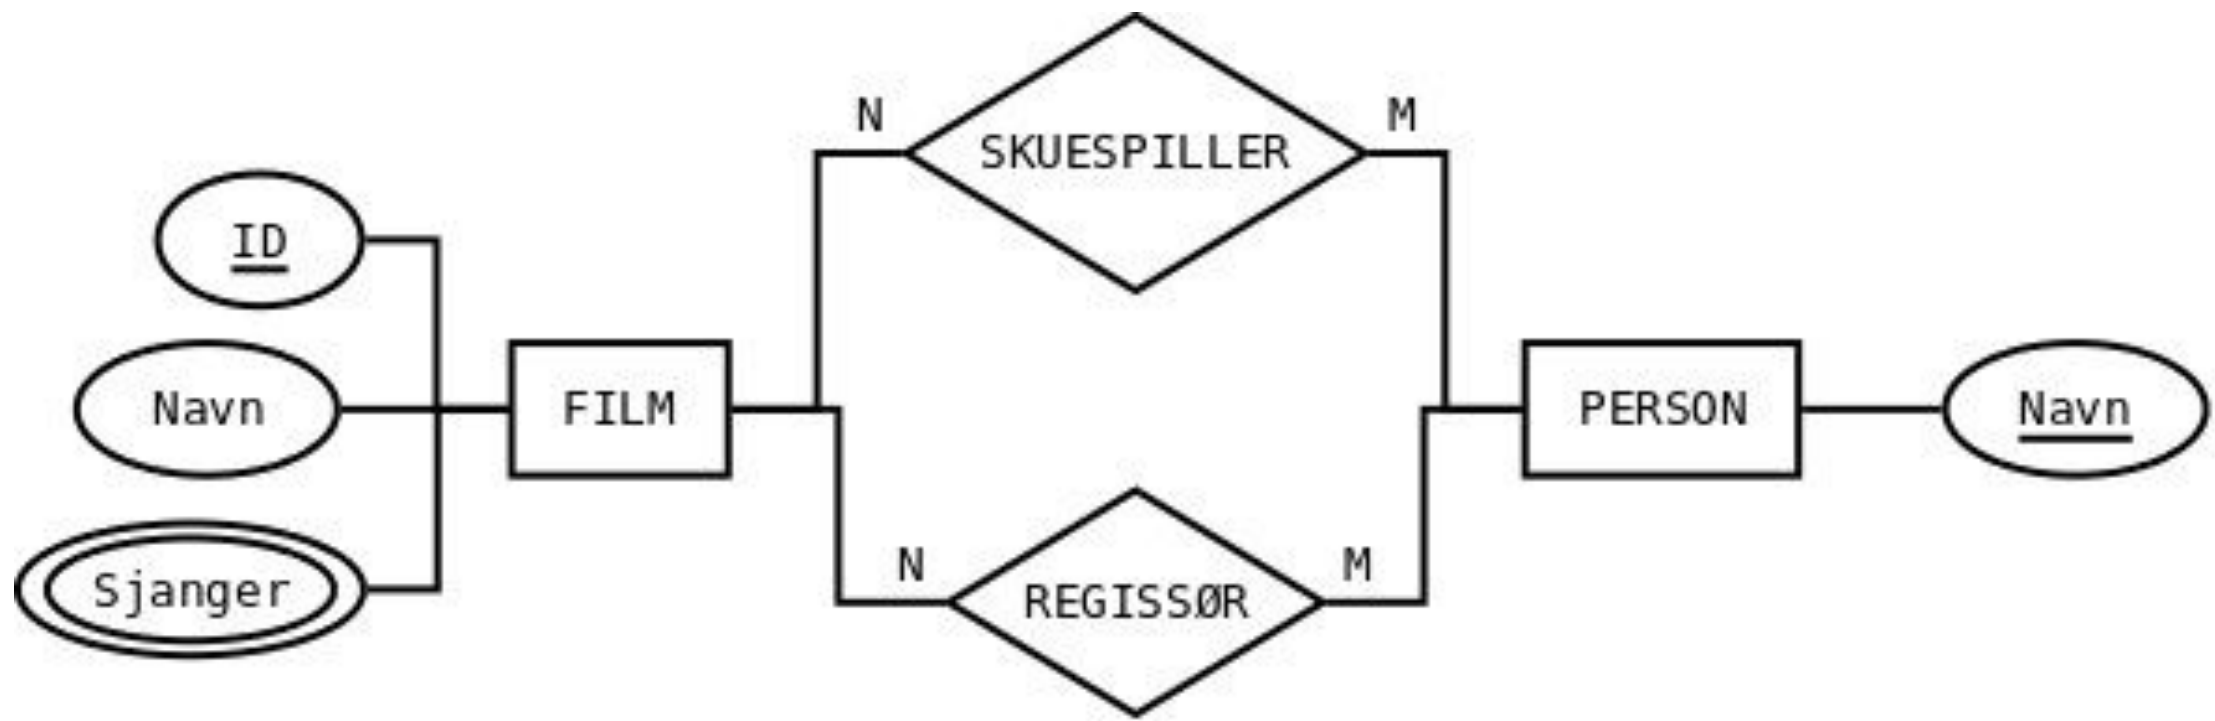 N
M
SKUESPILLER
ID
Navn
FILM
PERSON
Navn
Sjanger
N
M
REGISSØR